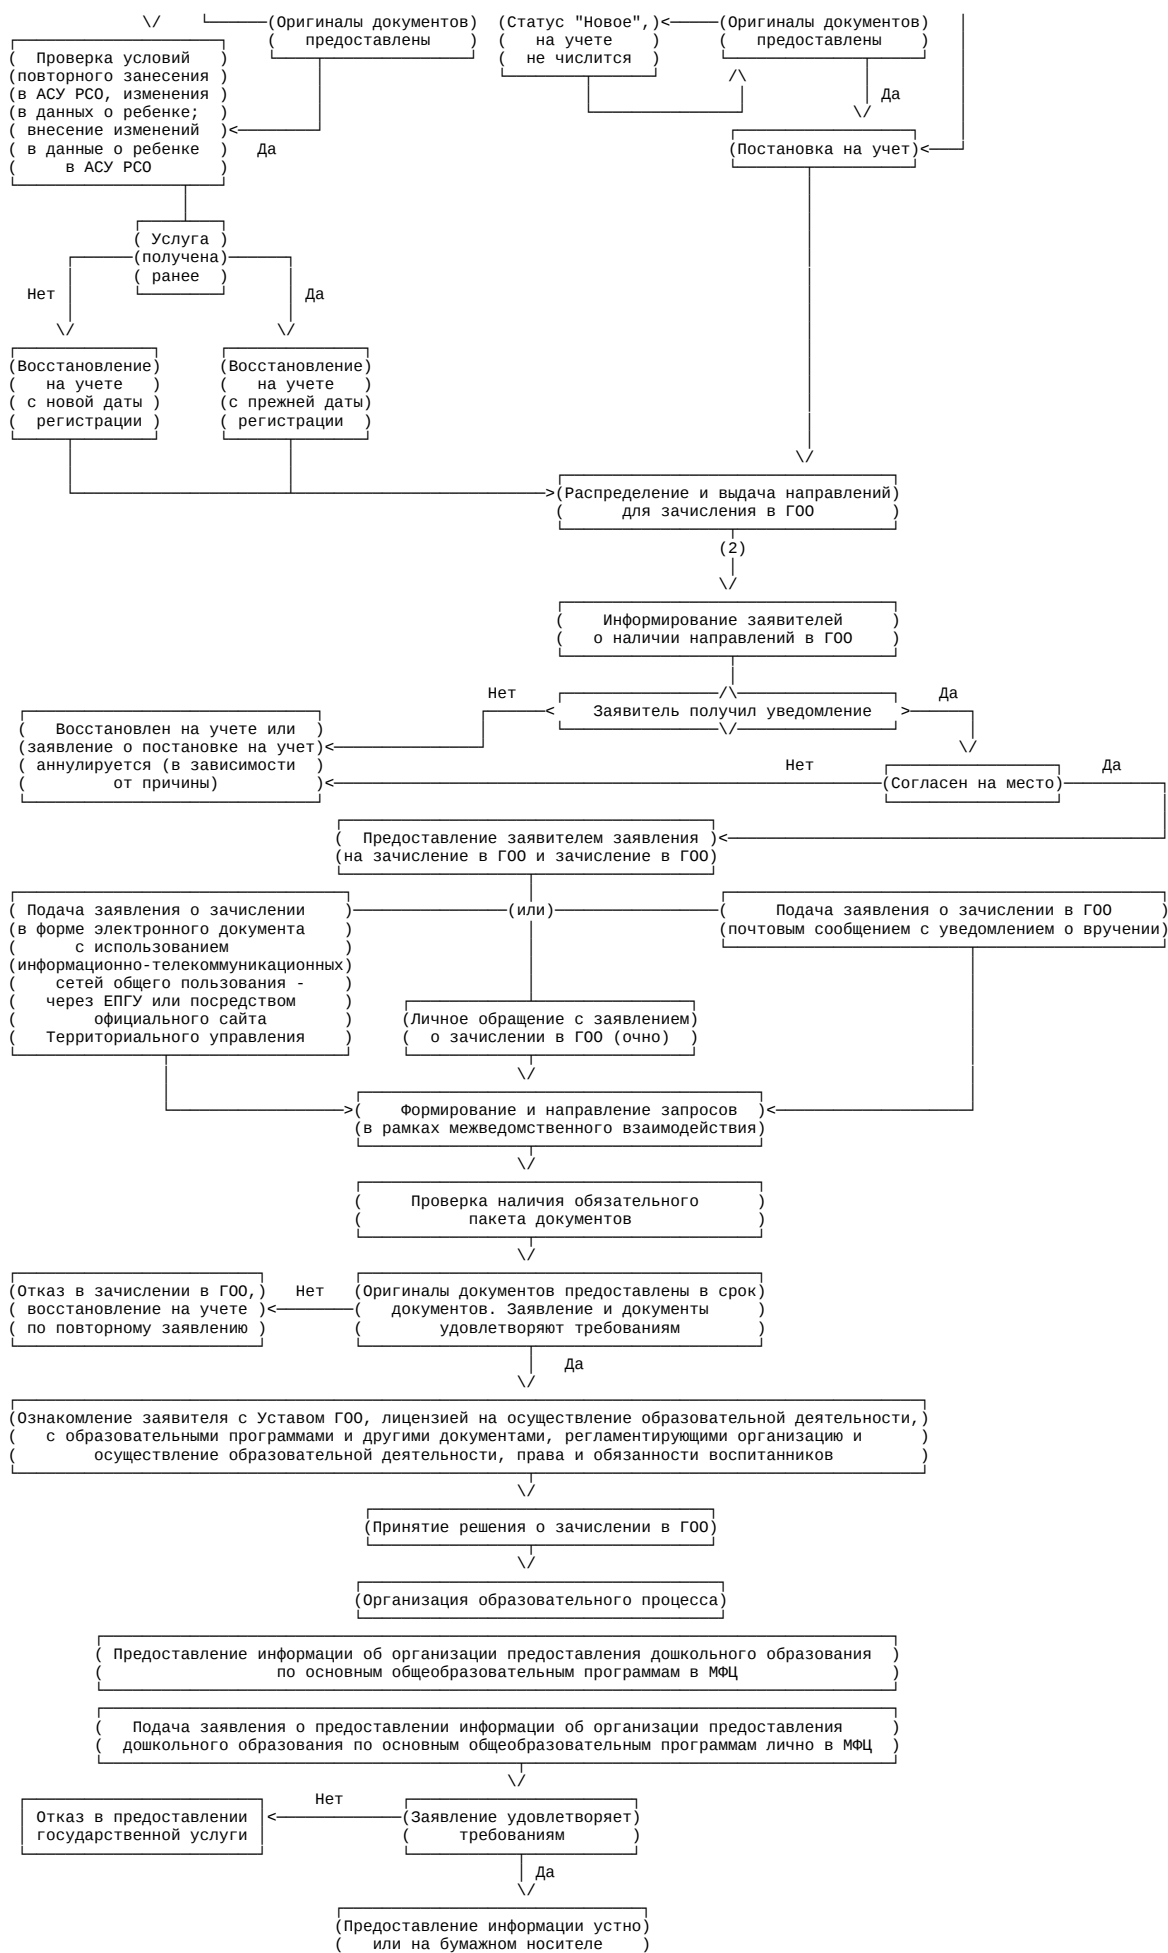 (Оригиналы документов) (Статус "Новое",) (Оригиналы документов)
( предоставлены ) ( на учете ) ( предоставлены )
( Проверка условий ) ( не числится )
(повторного занесения )
(в АСУ РСО, изменения ) Да
(в данных о ребенке; )
( внесение изменений )
( в данные о ребенке ) Да (Постановка на учет)
( в АСУ РСО )
( Услуга )
(получена)
( ранее )
Нет Да
(Восстановление) (Восстановление)
( на учете ) ( на учете )
( с новой даты ) (с прежней даты)
( регистрации ) ( регистрации )
(Распределение и выдача направлений)
( для зачисления в ГОО )
(2)
( Информирование заявителей )
( о наличии направлений в ГОО )
Нет Да
Заявитель получил уведомление
( Восстановлен на учете или )
(заявление о постановке на учет)
( аннулируется (в зависимости ) Нет Да
( от причины) ) (Согласен на место)
( Предоставление заявителем заявления )
(на зачисление в ГОО и зачисление в ГОО)
( Подача заявления о зачислении ) (или) ( Подача заявления о зачислении в ГОО )
(в форме электронного документа ) (почтовым сообщением с уведомлением о вручении)
( с использованием )
(информационно-телекоммуникационных)
( сетей общего пользования - )
( через ЕПГУ или посредством )
( официального сайта ) (Личное обращение с заявлением)
( Территориального управления ) ( о зачислении в ГОО (очно) )
( Формирование и направление запросов )
(в рамках межведомственного взаимодействия)
( Проверка наличия обязательного )
( пакета документов )
(Отказ в зачислении в ГОО,) Нет (Оригиналы документов предоставлены в срок)
( восстановление на учете ) ( документов. Заявление и документы )
( по повторному заявлению ) ( удовлетворяют требованиям )
Да
(Ознакомление заявителя с Уставом ГОО, лицензией на осуществление образовательной деятельности,)
( с образовательными программами и другими документами, регламентирующими организацию и )
( осуществление образовательной деятельности, права и обязанности воспитанников )
(Принятие решения о зачислении в ГОО)
(Организация образовательного процесса)
( Предоставление информации об организации предоставления дошкольного образования )
( по основным общеобразовательным программам в МФЦ )
( Подача заявления о предоставлении информации об организации предоставления )
( дошкольного образования по основным общеобразовательным программам лично в МФЦ )
Нет
Отказ в предоставлении (Заявление удовлетворяет)
государственной услуги ( требованиям )
Да
(Предоставление информации устно)
( или на бумажном носителе )